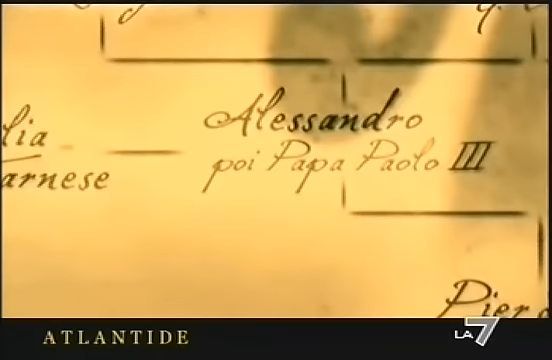 lia
arnese
Alessandro
poi Papa Paolo III
Pier
ATLANTIDE
LA7